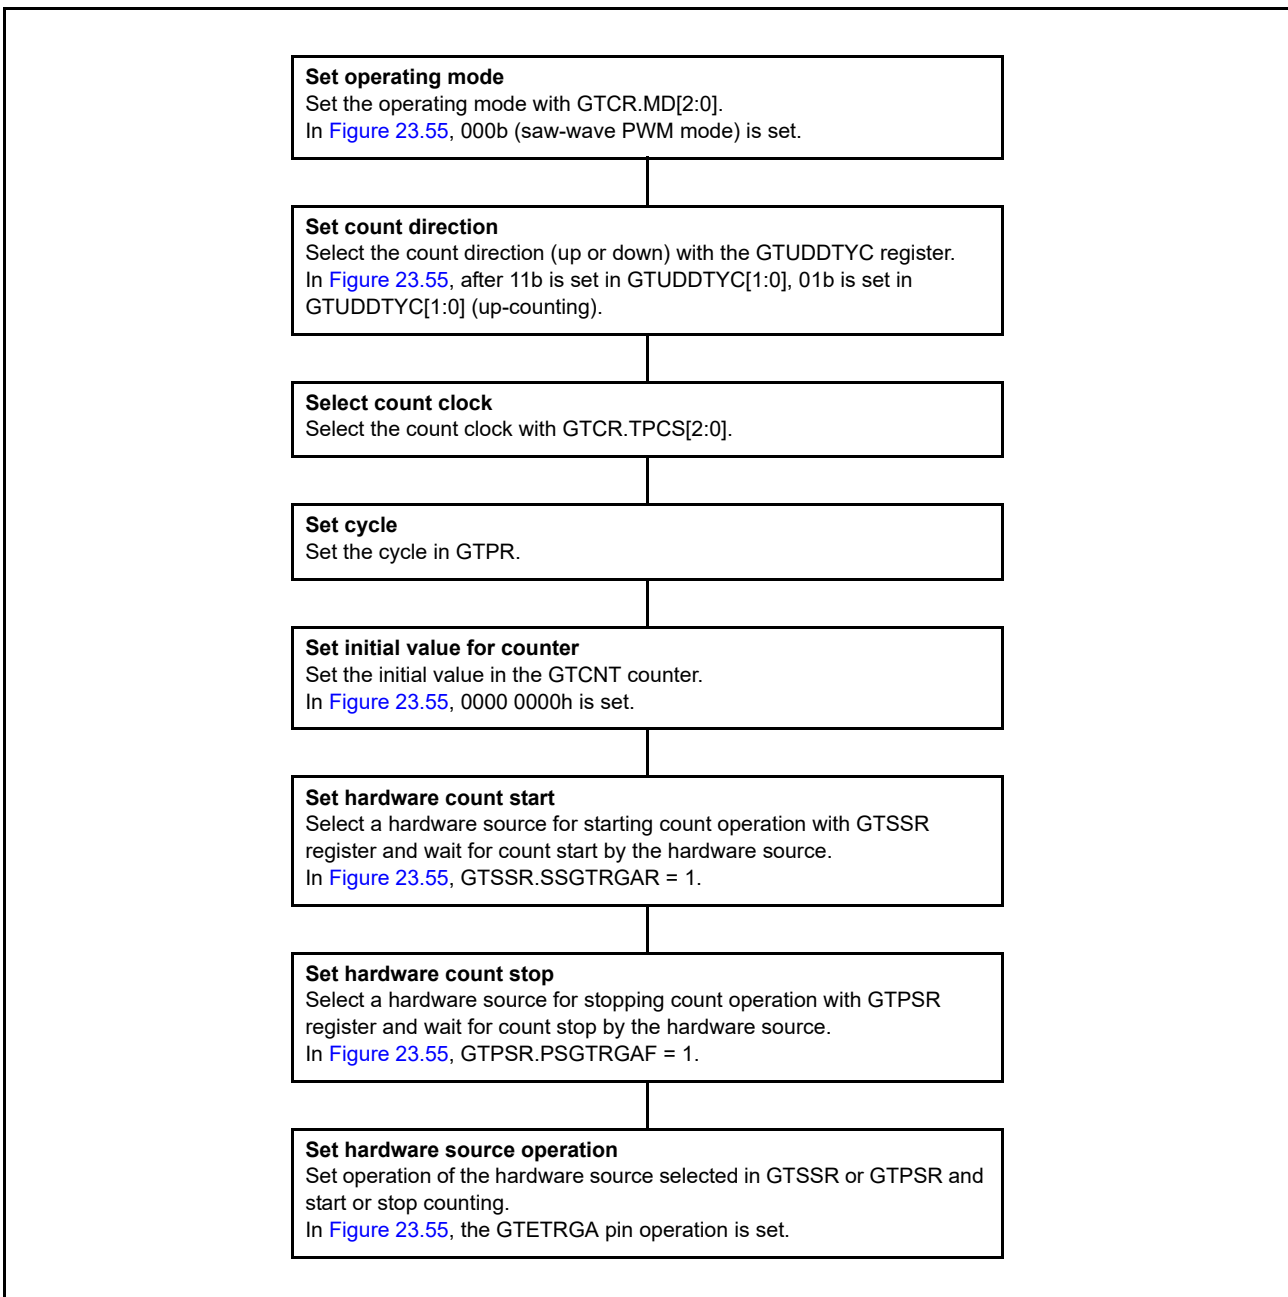 Set operating mode
Set the operating mode with GTCR.MD[2:0].
In Figure 23.55, 000b (saw-wave PWM mode) is set.
Set count direction
Select the count direction (up or down) with the GTUDDTYC register.
In Figure 23.55, after 11b is set in GTUDDTYC[1:0], 01b is set in
GTUDDTYC[1:0] (up-counting).
Select count clock
Select the count clock with GTCR.TPCS[2:0].
Set cycle
Set the cycle in GTPR.
Set initial value for counter
Set the initial value in the GTCNT counter.
In Figure 23.55, 0000 0000h is set.
Set hardware count start
Select a hardware source for starting count operation with GTSSR
register and wait for count start by the hardware source.
In Figure 23.55, GTSSR.SSGTRGAR = 1.
Set hardware count stop
Select a hardware source for stopping count operation with GTPSR
register and wait for count stop by the hardware source.
In Figure 23.55, GTPSR.PSGTRGAF = 1.
Set hardware source operation
Set operation of the hardware source selected in GTSSR or GTPSR and
start or stop counting.
In Figure 23.55, the GTETRGA pin operation is set.